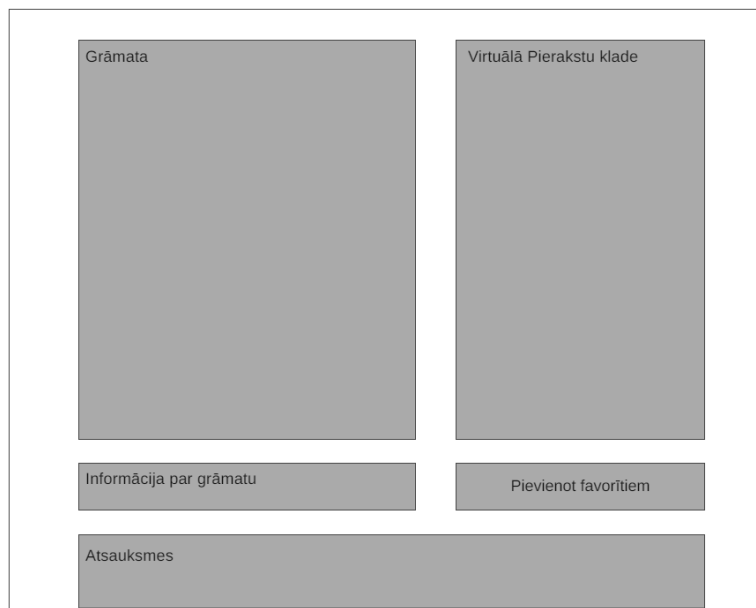 Grāmata
Virtuālā Pierakstu klade
Informācija par grāmatu
Pievienot favorītiem
Atsauksmes